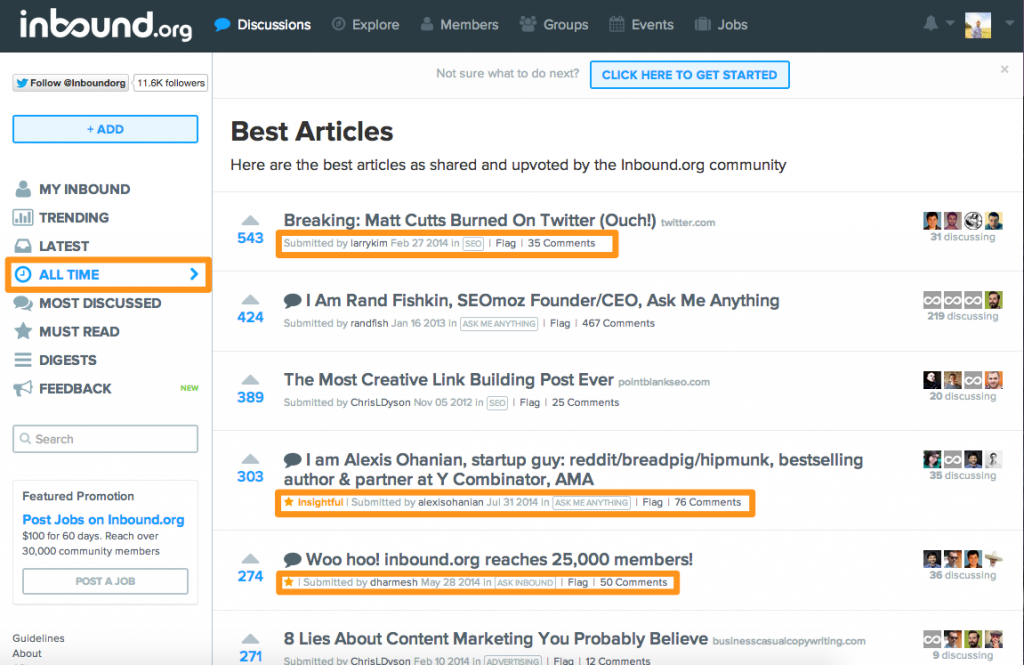 inbound.org
Discussions
Explore
Members
Groups
Events
Jobs
Follow @Inboundorg
11.6K followers
+ ADD
MY INBOUND
TRENDING
LATEST
ALL TIME
MOST DISCUSSED
MUST READ
DIGESTS
FEEDBACK NEW
Search
Featured Promotion
Post Jobs on Inbound.org
$100 for 60 days. Reach over
30,000 community members
POST A JOB
Guidelines
About
Not sure what to do next? CLICK HERE TO GET STARTED ×
Best Articles
Here are the best articles as shared and upvoted by the Inbound.org community
543
Breaking: Matt Cutts Burned On Twitter (Ouch!) twitter.com
Submitted by larrykim Feb 27 2014 in SEO | Flag | 35 Comments
31 discussing
424
I Am Rand Fishkin, SEOmoz Founder/CEO, Ask Me Anything
Submitted by randfish Jan 16 2013 in ASK ME ANYTHING | Flag | 467 Comments
219 discussing
389
The Most Creative Link Building Post Ever pointblankseo.com
Submitted by ChrisLDyson Nov 05 2012 in SEO | Flag | 25 Comments
20 discussing
303
I am Alexis Ohanian, startup guy: reddit/breadpig/hipmunk, bestselling
author & partner at Y Combinator, AMA
Insightful | Submitted by alexisohanian Jul 31 2014 in ASK ME ANYTHING | Flag | 76 Comments
35 discussing
274
Woo hoo! inbound.org reaches 25,000 members!
| Submitted by dharmesh May 28 2014 in ASK INBOUND | Flag | 50 Comments
36 discussing
271
8 Lies About Content Marketing You Probably Believe businesscasualcopywriting.com
Submitted by ChrisLDyson Feb 10 2014 in ADVERTISING | Flag | 12 Comments
9 discussing